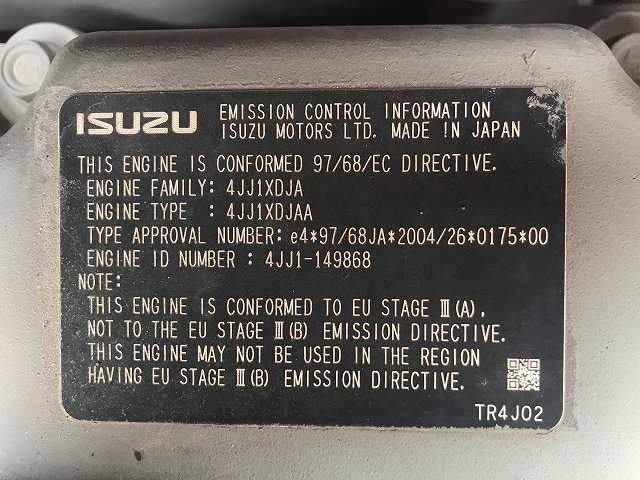 ISUZU EMISSION CONTROL INFORMATION
ISUZU MOTORS LTD. MADE IN JAPAN
THIS ENGINE IS CONFORMED 97/68/EC DIRECTIVE.
ENGINE FAMILY: 4JJ1XDJA
ENGINE TYPE : 4JJ1XDJAA
TYPE APPROVAL NUMBER: e4*97/68JA*2004/26*0175*00
ENGINE ID NUMBER : 4JJ1-149868
NOTE:
THIS ENGINE IS CONFORMED TO EU STAGE Ⅲ(A),
NOT TO THE EU STAGE Ⅲ(B) EMISSION DIRECTIVE.
THIS ENGINE MAY NOT BE USED IN THE REGION
HAVING EU STAGE Ⅲ(B) EMISSION DIRECTIVE.
TR4J02